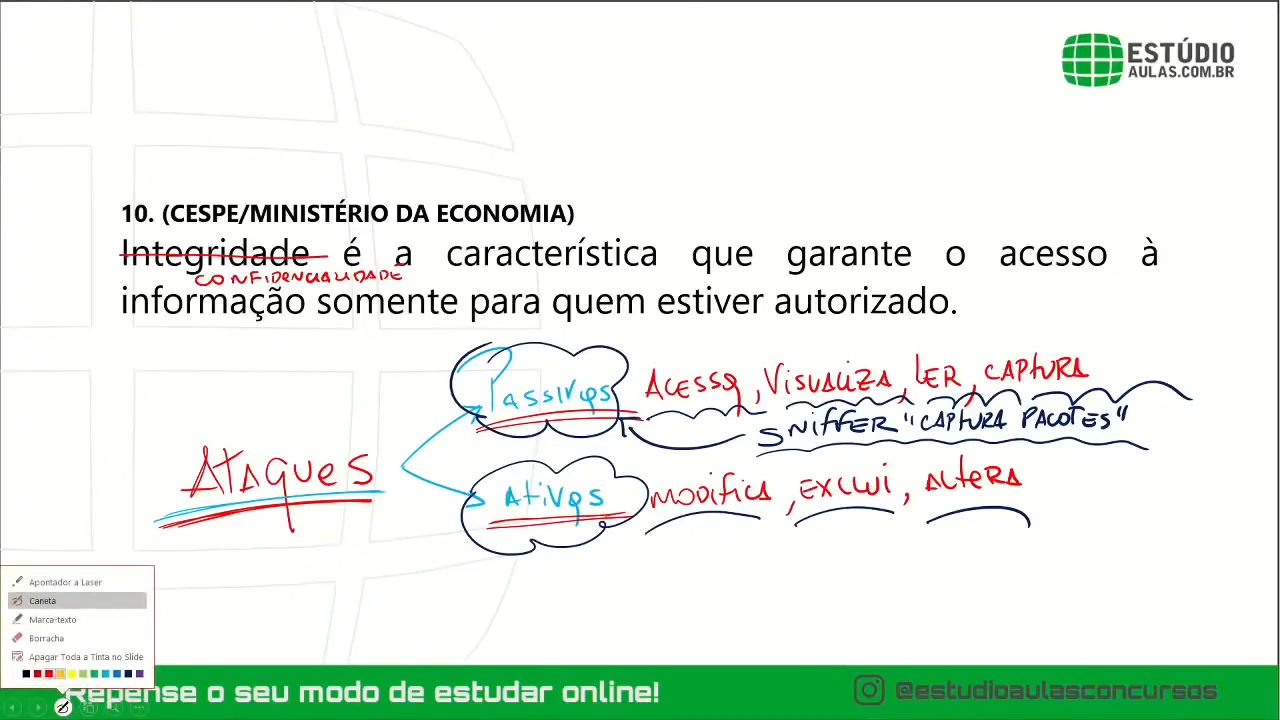 ESTÚDIO
AULAS.COM.BR
10. (CESPE/MINISTÉRIO DA ECONOMIA)
Integridade é a característica que garante o acesso à
CONFIDENCIALIDADE
informação somente para quem estiver autorizado.
Passivos Acesso, Visualiza, LER, CAPTURA
SNIFFER "CAPTURA PACOTES"
Ataques
Ativos modifica, EXCLUI, ALTERA
Apontador a Laser
Caneta
Marca-texto
Borracha
Apagar Toda a Tinta no Slide
Repense o seu modo de estudar online!
@estudioaulasconcursos